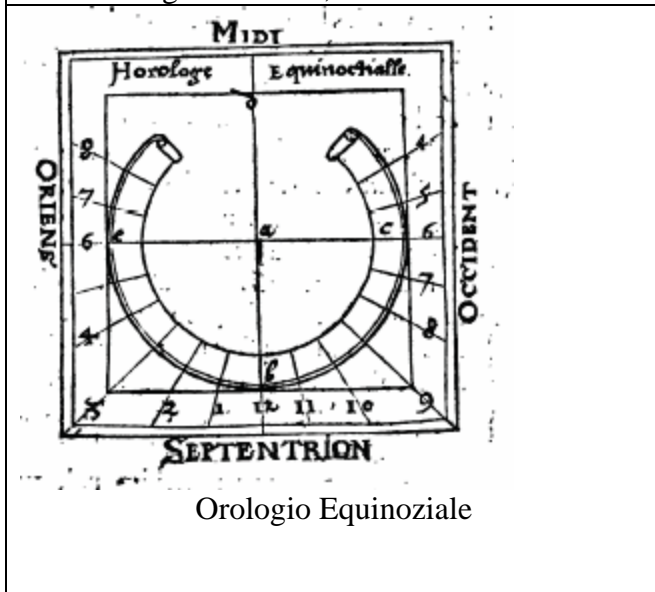 MIDI
Horologe Equinoctialle.
8 4
7 5
ORIENS OCCIDENT
6 e a c 6
7
4 8
b
3 2 1 12 11 10 9
SEPTENTRION
Orologio Equinoziale